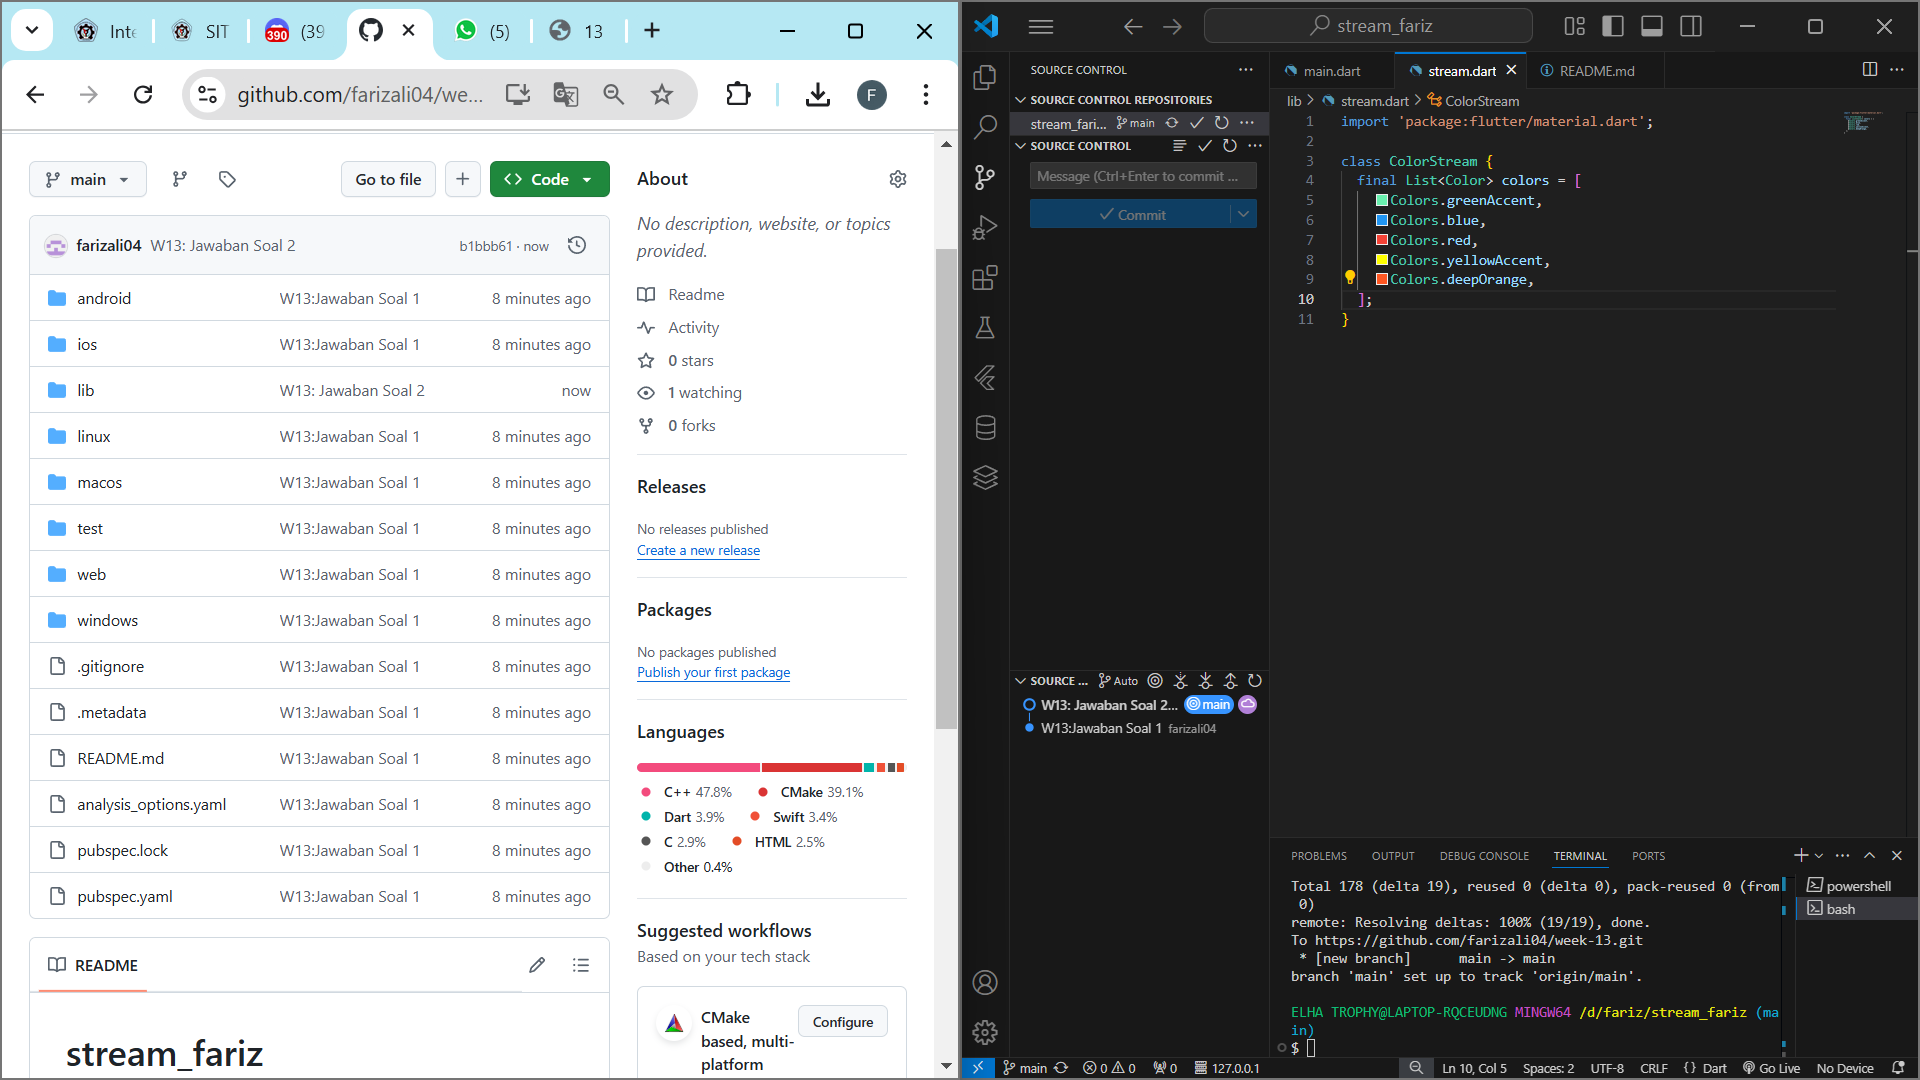 Inte
SIT
390
(39
(5)
13
github.com/farizali04/we...
F
main
Go to file
Code
farizali04 W13: Jawaban Soal 2
b1bbb61 · now
android W13:Jawaban Soal 1 8 minutes ago
ios W13:Jawaban Soal 1 8 minutes ago
lib W13: Jawaban Soal 2 now
linux W13:Jawaban Soal 1 8 minutes ago
macos W13:Jawaban Soal 1 8 minutes ago
test W13:Jawaban Soal 1 8 minutes ago
web W13:Jawaban Soal 1 8 minutes ago
windows W13:Jawaban Soal 1 8 minutes ago
.gitignore W13:Jawaban Soal 1 8 minutes ago
.metadata W13:Jawaban Soal 1 8 minutes ago
README.md W13:Jawaban Soal 1 8 minutes ago
analysis_options.yaml W13:Jawaban Soal 1 8 minutes ago
pubspec.lock W13:Jawaban Soal 1 8 minutes ago
pubspec.yaml W13:Jawaban Soal 1 8 minutes ago
README
stream_fariz
About
No description, website, or topics
provided.
Readme
Activity
0 stars
1 watching
0 forks
Releases
No releases published
Create a new release
Packages
No packages published
Publish your first package
Languages
C++ 47.8% CMake 39.1%
Dart 3.9% Swift 3.4%
C 2.9% HTML 2.5%
Other 0.4%
Suggested workflows
Based on your tech stack
CMake
based, multi-
platform
Configure
stream_fariz
SOURCE CONTROL
SOURCE CONTROL REPOSITORIES
stream_fari... main
SOURCE CONTROL
Message (Ctrl+Enter to commit ...
Commit
SOURCE ... Auto
W13: Jawaban Soal 2... main
W13:Jawaban Soal 1 farizali04
main.dart
stream.dart
README.md
lib > stream.dart > ColorStream
1 import 'package:flutter/material.dart';
2
3 class ColorStream {
4 final List<Color> colors = [
5 Colors.greenAccent,
6 Colors.blue,
7 Colors.red,
8 Colors.yellowAccent,
9 Colors.deepOrange,
10 ];
11 }
PROBLEMS OUTPUT DEBUG CONSOLE TERMINAL PORTS
Total 178 (delta 19), reused 0 (delta 0), pack-reused 0 (from
0)
remote: Resolving deltas: 100% (19/19), done.
To https://github.com/farizali04/week-13.git
* [new branch] main -> main
branch 'main' set up to track 'origin/main'.
ELHA TROPHY@LAPTOP-RQCEUDNG MINGW64 /d/fariz/stream_fariz (ma
in)
$
powershell
bash
main 0 0 0 127.0.0.1 Ln 10, Col 5 Spaces: 2 UTF-8 CRLF {} Dart Go Live No Device